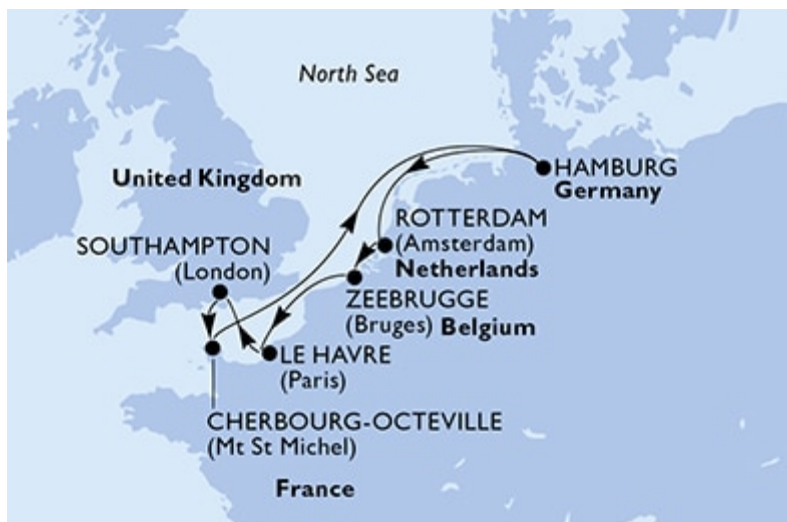 North Sea
United Kingdom
HAMBURG
Germany
ROTTERDAM
(Amsterdam)
Netherlands
SOUTHAMPTON
(London)
ZEEBRUGGE
(Bruges) Belgium
LE HAVRE
(Paris)
CHERBOURG-OCTEVILLE
(Mt St Michel)
France